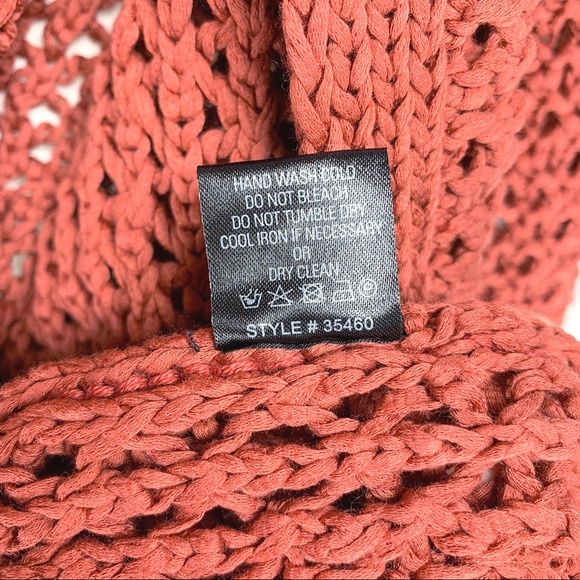 HAND WASH COLD
DO NOT BLEACH
DO NOT TUMBLE DRY
COOL IRON IF NECESSARY
OR
DRY CLEAN
STYLE # 35460